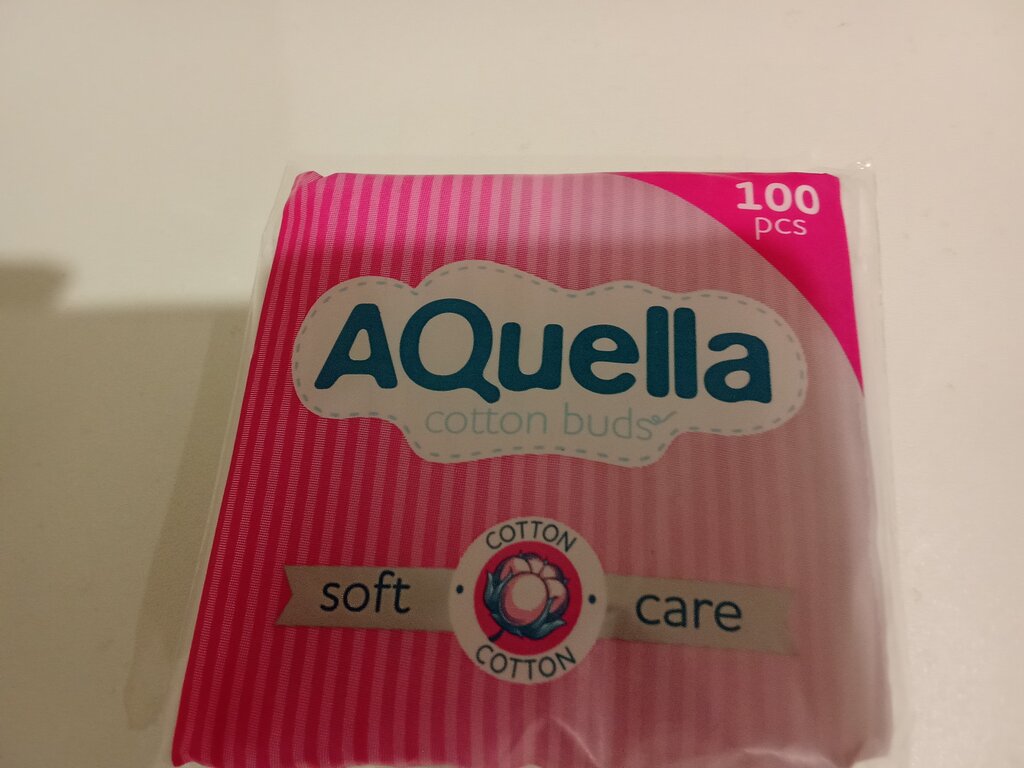 100
pcs
AQuella
cotton buds
COTTON
soft
care
COTTON